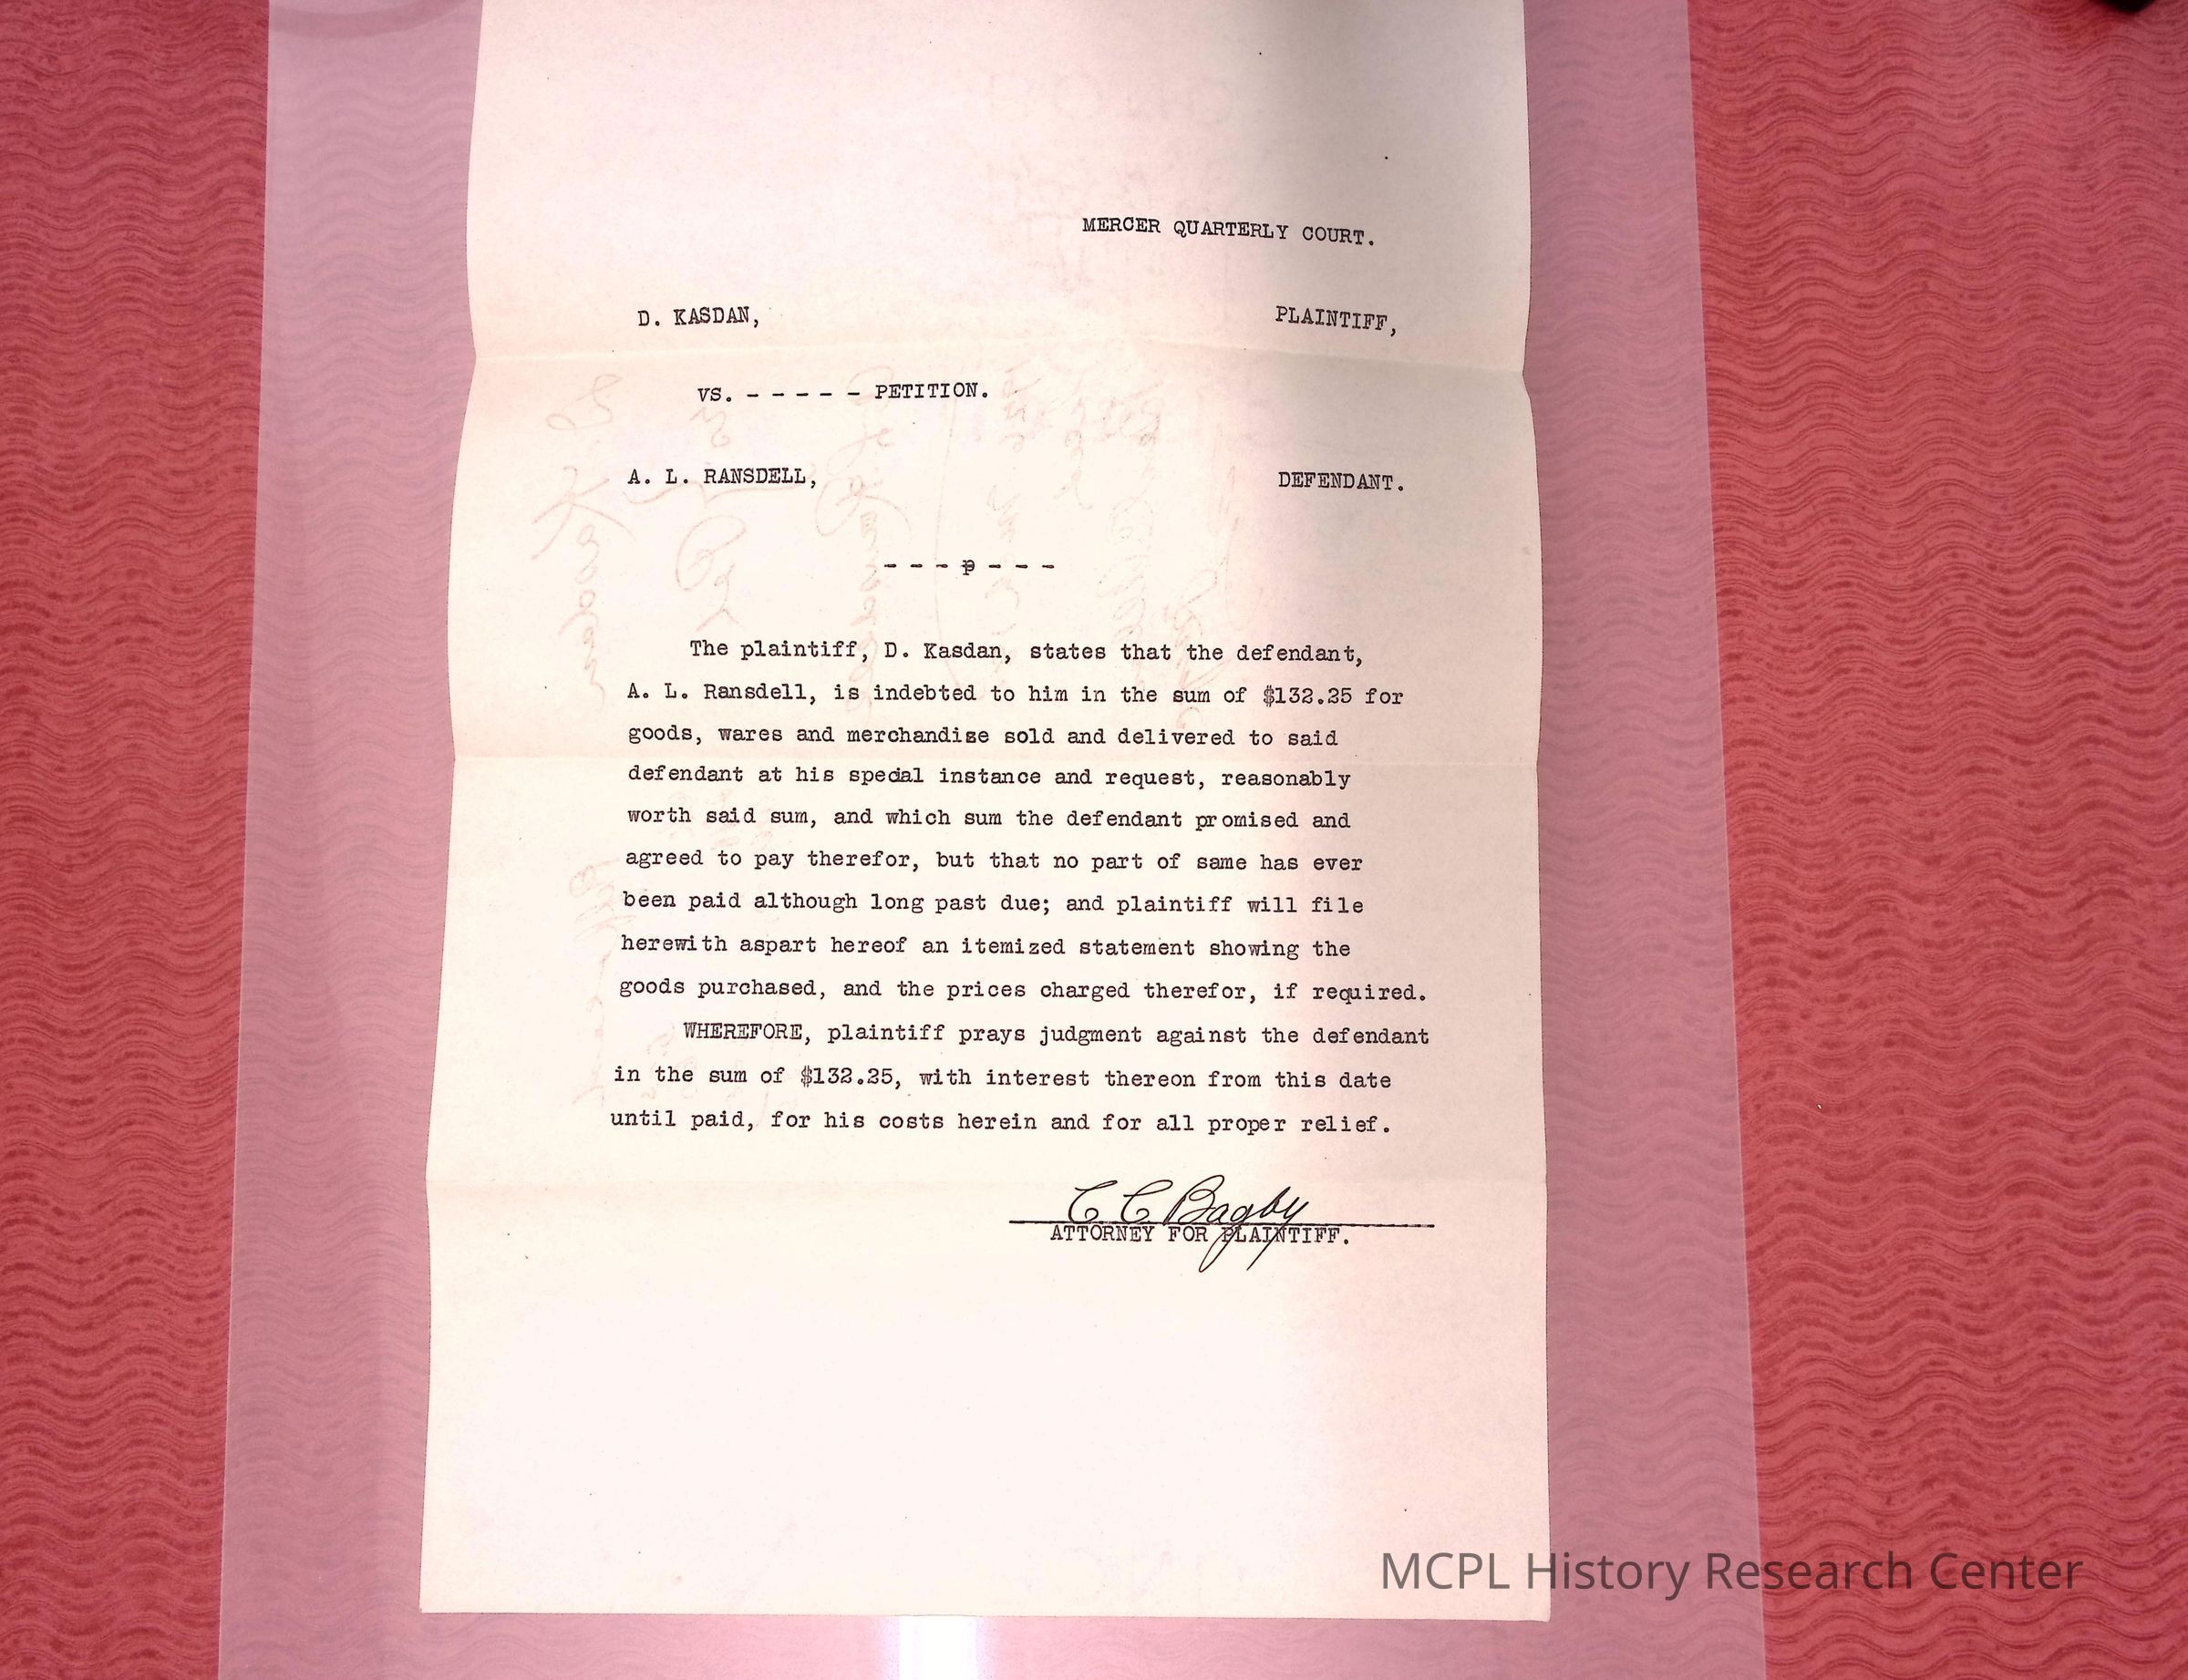 MERCER QUARTERLY COURT.
D. KASDAN, PLAINTIFF,
VS. - - - - - PETITION.
A. L. RANSDELL, DEFENDANT.
- - - p - - -
The plaintiff, D. Kasdan, states that the defendant,
A. L. Ransdell, is indebted to him in the sum of $132.25 for
goods, wares and merchandise sold and delivered to said
defendant at his special instance and request, reasonably
worth said sum, and which sum the defendant promised and
agreed to pay therefor, but that no part of same has ever
been paid although long past due; and plaintiff will file
herewith aspart hereof an itemized statement showing the
goods purchased, and the prices charged therefor, if required.
WHEREFORE, plaintiff prays judgment against the defendant
in the sum of $132.25, with interest thereon from this date
until paid, for his costs herein and for all proper relief.
C C Bagby
ATTORNEY FOR PLAINTIFF.
MCPL History Research Center